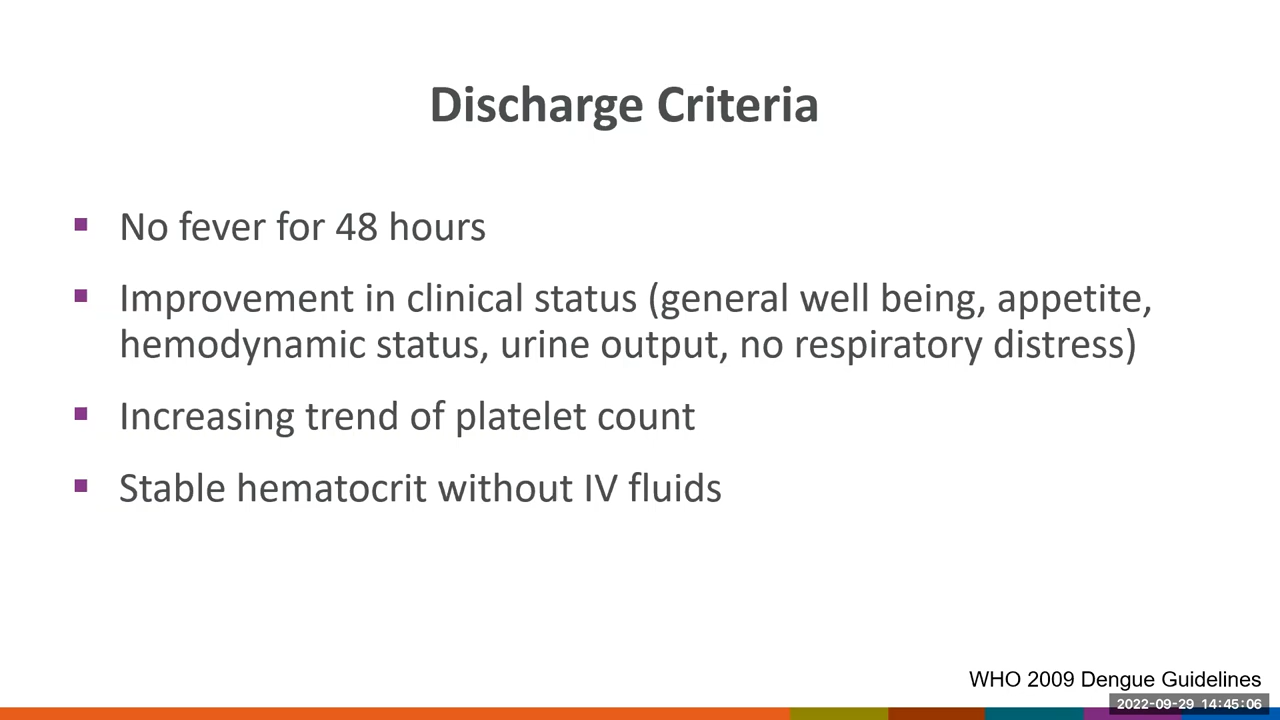 Discharge Criteria
▪ No fever for 48 hours
▪ Improvement in clinical status (general well being, appetite,
hemodynamic status, urine output, no respiratory distress)
▪ Increasing trend of platelet count
▪ Stable hematocrit without IV fluids
WHO 2009 Dengue Guidelines
2022-09-29 14:45:06